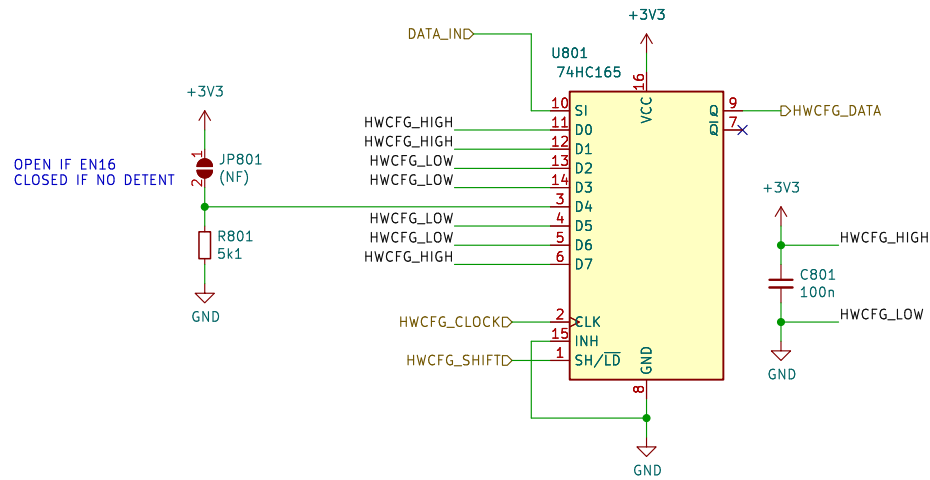 +3V3
DATA_IN
U801
74HC165
16
VCC
+3V3
10 SI
Q 9 HWCFG_DATA
HWCFG_HIGH 11 D0
Q 7
HWCFG_HIGH 12 D1
1 JP801
OPEN IF EN16
HWCFG_LOW 13 D2
CLOSED IF NO DETENT
2 (NF)
HWCFG_LOW 14 D3
+3V3
3 D4
HWCFG_LOW 4 D5
R801
5k1
HWCFG_LOW 5 D6
HWCFG_HIGH
HWCFG_HIGH 6 D7
C801
100n
GND
HWCFG_CLOCK 2 CLK
HWCFG_LOW
15 INH
HWCFG_SHIFT 1 SH/LD
GND
8
GND
GND